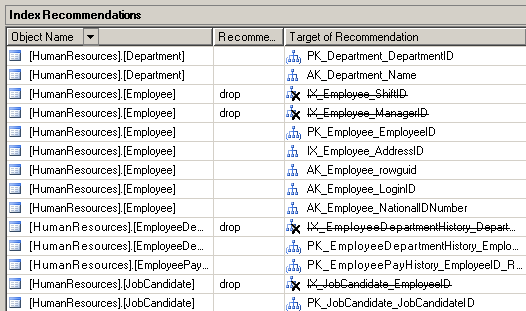 Index Recommendations
Object Name Recomme... Target of Recommendation
[HumanResources].[Department] PK_Department_DepartmentID
[HumanResources].[Department] AK_Department_Name
[HumanResources].[Employee] drop IX_Employee_ShiftID
[HumanResources].[Employee] drop IX_Employee_ManagerID
[HumanResources].[Employee] PK_Employee_EmployeeID
[HumanResources].[Employee] IX_Employee_AddressID
[HumanResources].[Employee] AK_Employee_rowguid
[HumanResources].[Employee] AK_Employee_LoginID
[HumanResources].[Employee] AK_Employee_NationalIDNumber
[HumanResources].[EmployeeDe... drop IX_EmployeeDepartmentHistory_Depart...
[HumanResources].[EmployeeDe... PK_EmployeeDepartmentHistory_Emplo...
[HumanResources].[EmployeePay... PK_EmployeePayHistory_EmployeeID_R...
[HumanResources].[JobCandidate] drop IX_JobCandidate_EmployeeID
[HumanResources].[JobCandidate] PK_JobCandidate_JobCandidateID